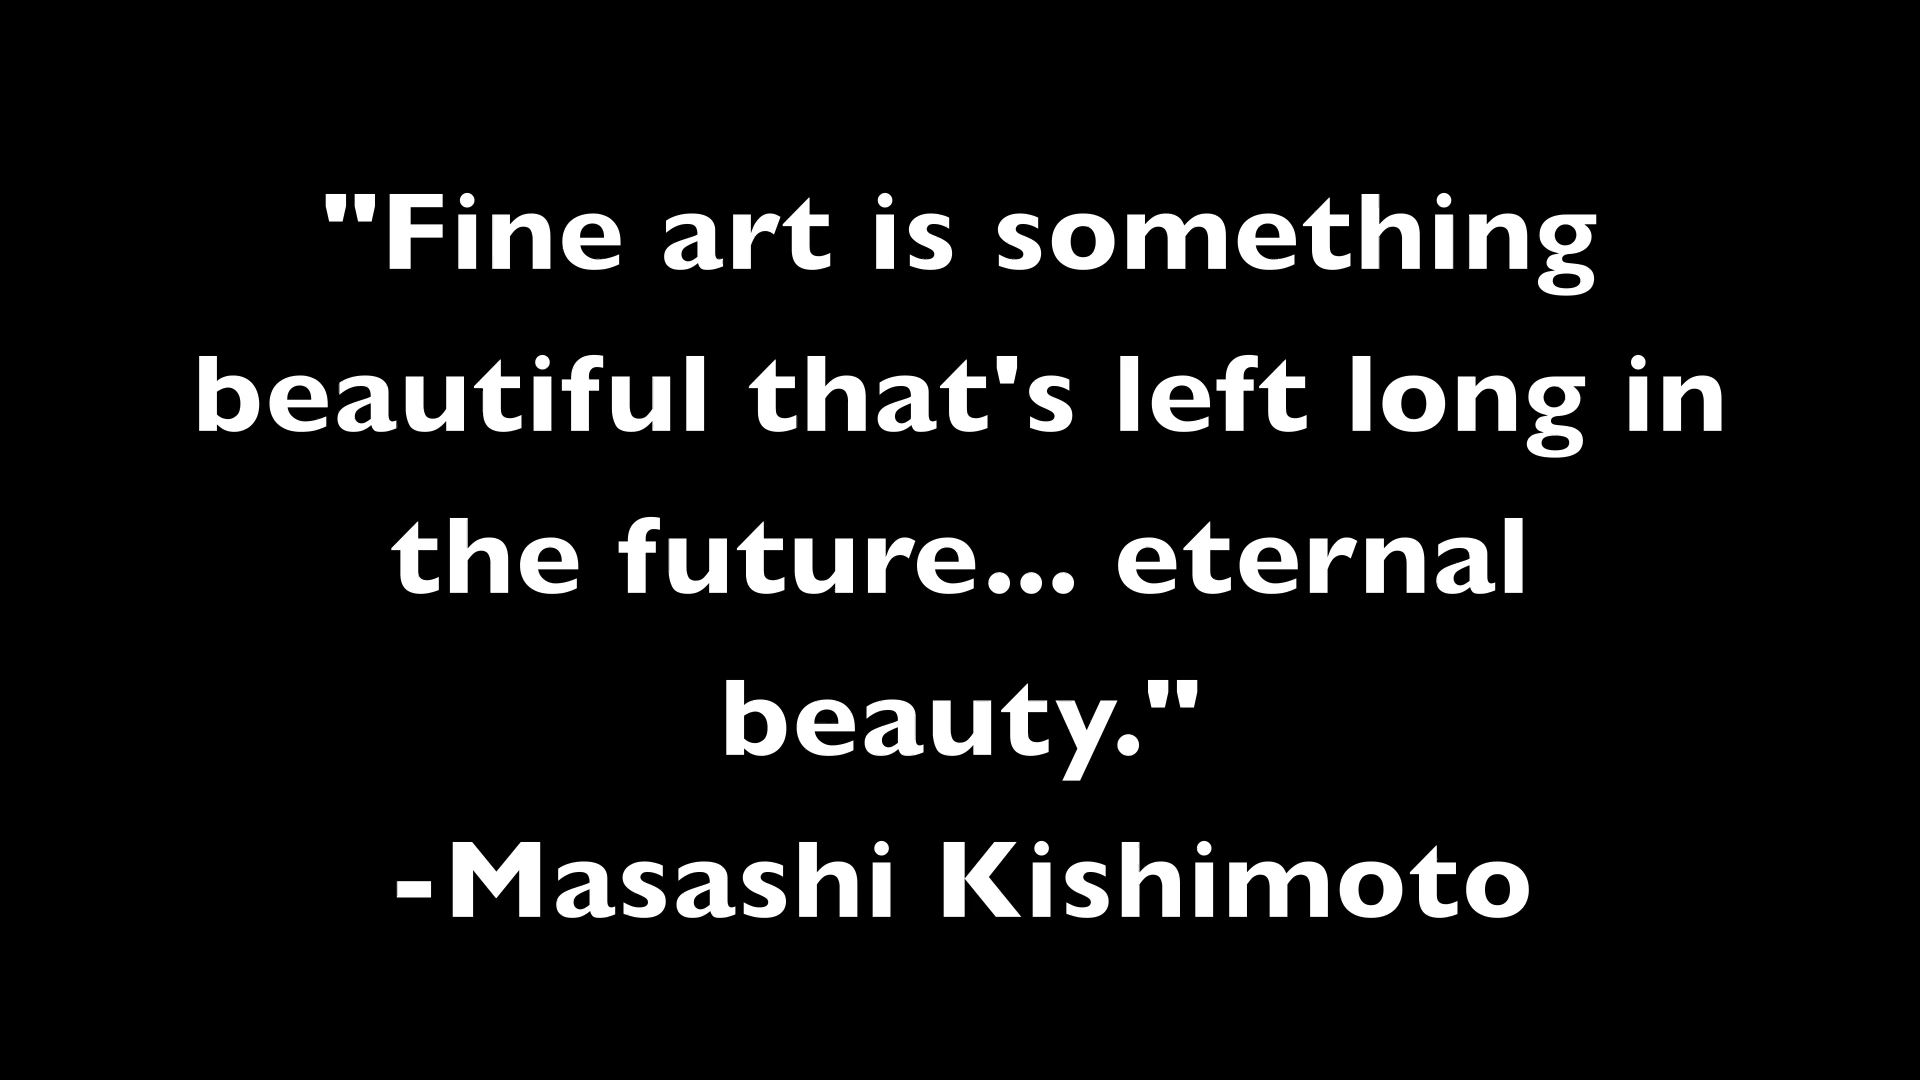 "Fine art is something
beautiful that's left long in
the future... eternal
beauty."
-Masashi Kishimoto